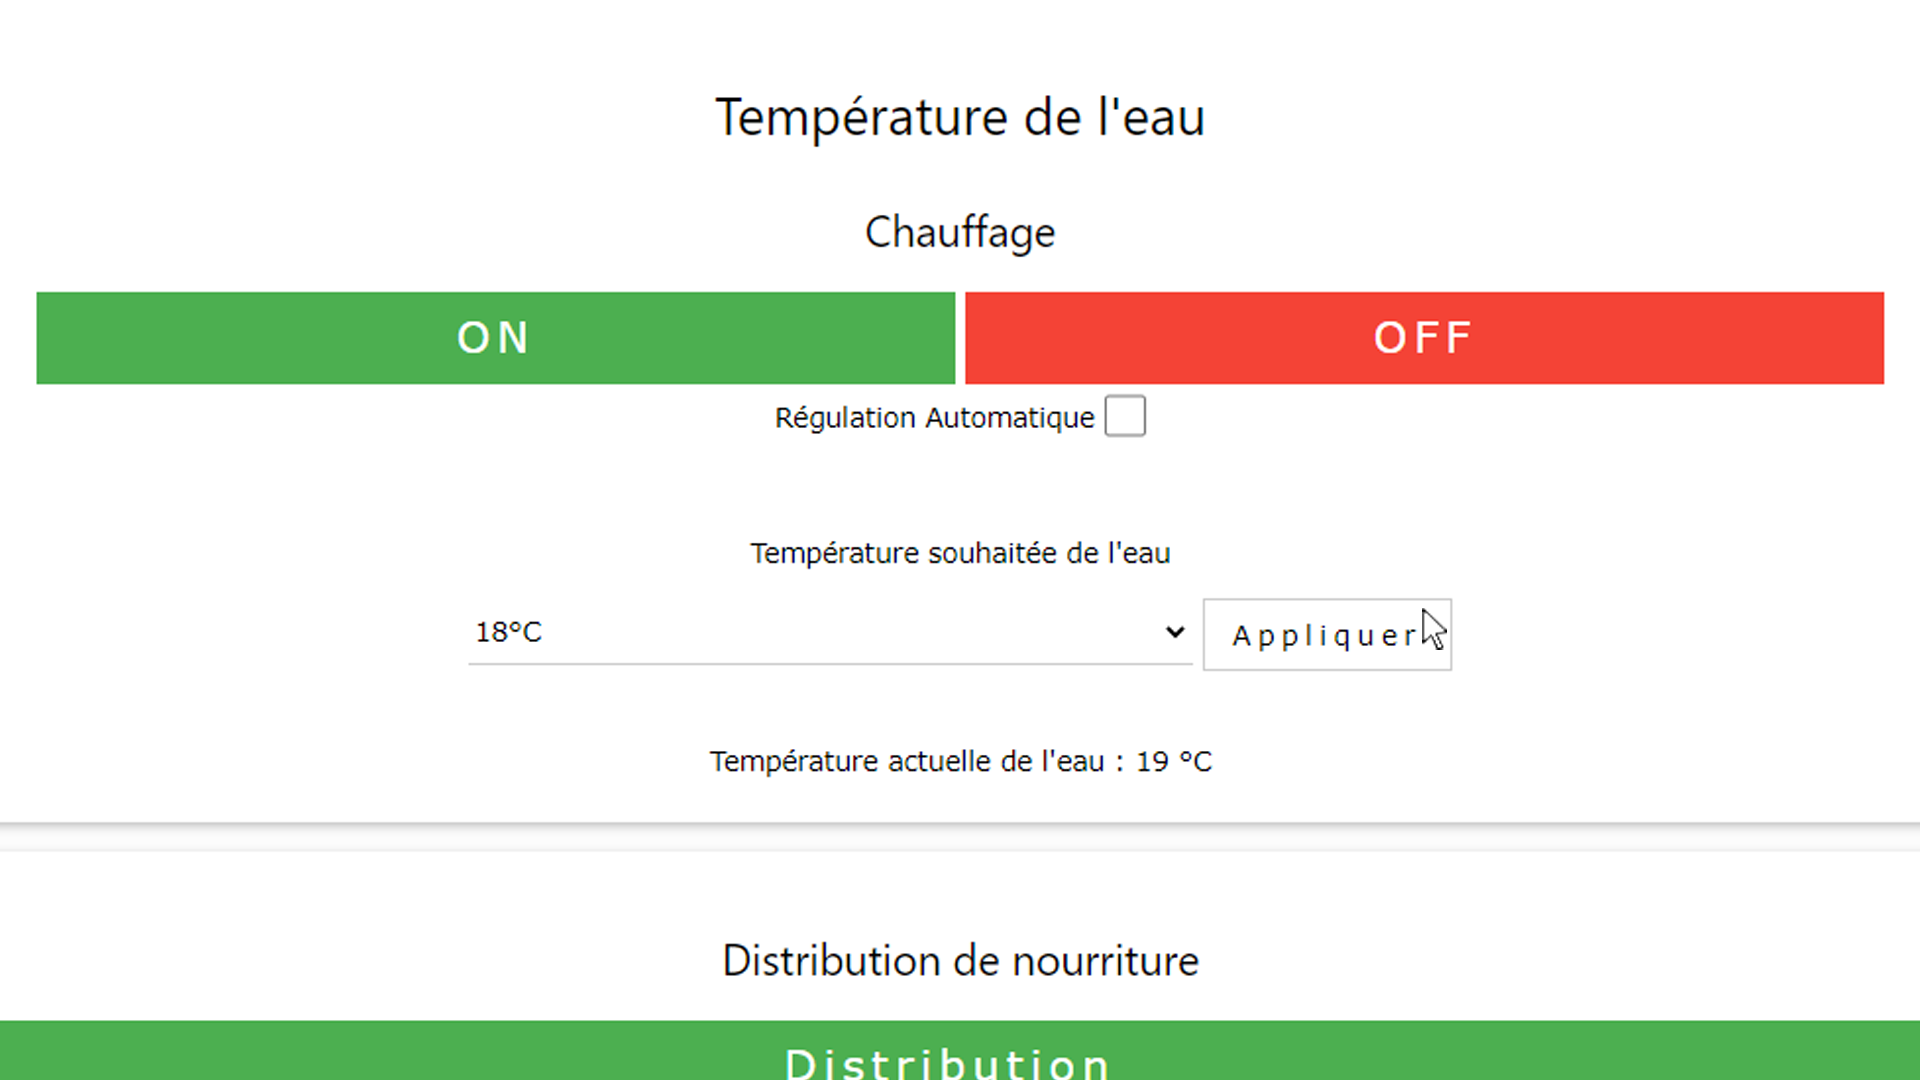 Température de l'eau
Chauffage
ON OFF
Régulation Automatique
Température souhaitée de l'eau
18°C Appliquer
Température actuelle de l'eau : 19 °C
Distribution de nourriture
Distribution